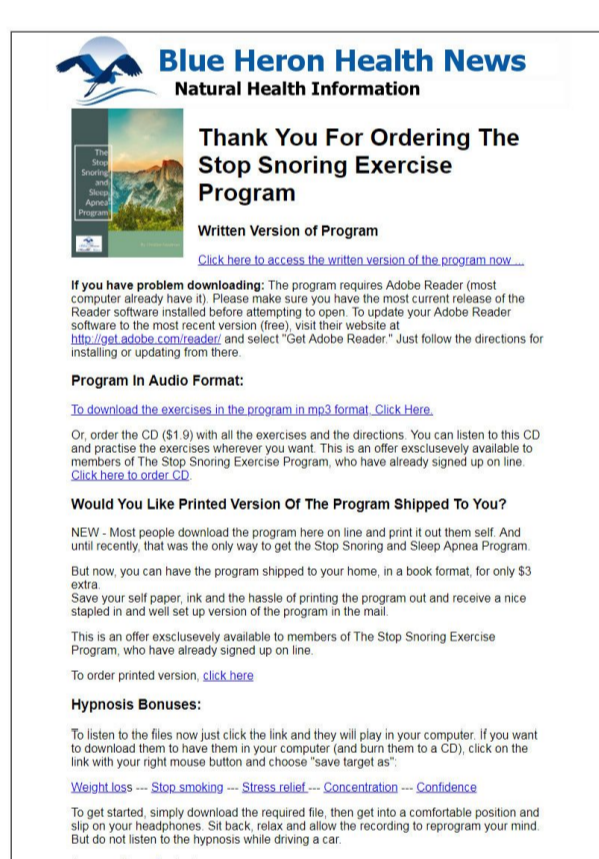 Blue Heron Health News
Natural Health Information
The
Stop
Snoring
and
Sleep
Apnea
Program
Thank You For Ordering The
Stop Snoring Exercise
Program
Written Version of Program
Click here to access the written version of the program now ...
If you have problem downloading: The program requires Adobe Reader (most
computer already have it). Please make sure you have the most current release of the
Reader software installed before attempting to open. To update your Adobe Reader
software to the most recent version (free), visit their website at
http://get.adobe.com/reader/ and select "Get Adobe Reader." Just follow the directions for
installing or updating from there.
Program In Audio Format:
To download the exercises in the program in mp3 format, Click Here.
Or, order the CD ($1.9) with all the exercises and the directions. You can listen to this CD
and practise the exercises wherever you want. This is an offer exsclusevely available to
members of The Stop Snoring Exercise Program, who have already signed up on line.
Click here to order CD.
Would You Like Printed Version Of The Program Shipped To You?
NEW - Most people download the program here on line and print it out them self. And
until recently, that was the only way to get the Stop Snoring and Sleep Apnea Program.
But now, you can have the program shipped to your home, in a book format, for only $3
extra.
Save your self paper, ink and the hassle of printing the program out and receive a nice
stapled in and well set up version of the program in the mail.
This is an offer exsclusevely available to members of The Stop Snoring Exercise
Program, who have already signed up on line.
To order printed version, click here
Hypnosis Bonuses:
To listen to the files now just click the link and they will play in your computer. If you want
to download them to have them in your computer (and burn them to a CD), click on the
link with your right mouse button and choose "save target as":
Weight loss --- Stop smoking --- Stress relief --- Concentration --- Confidence
To get started, simply download the required file, then get into a comfortable position and
slip on your headphones. Sit back, relax and allow the recording to reprogram your mind.
But do not listen to the hypnosis while driving a car.